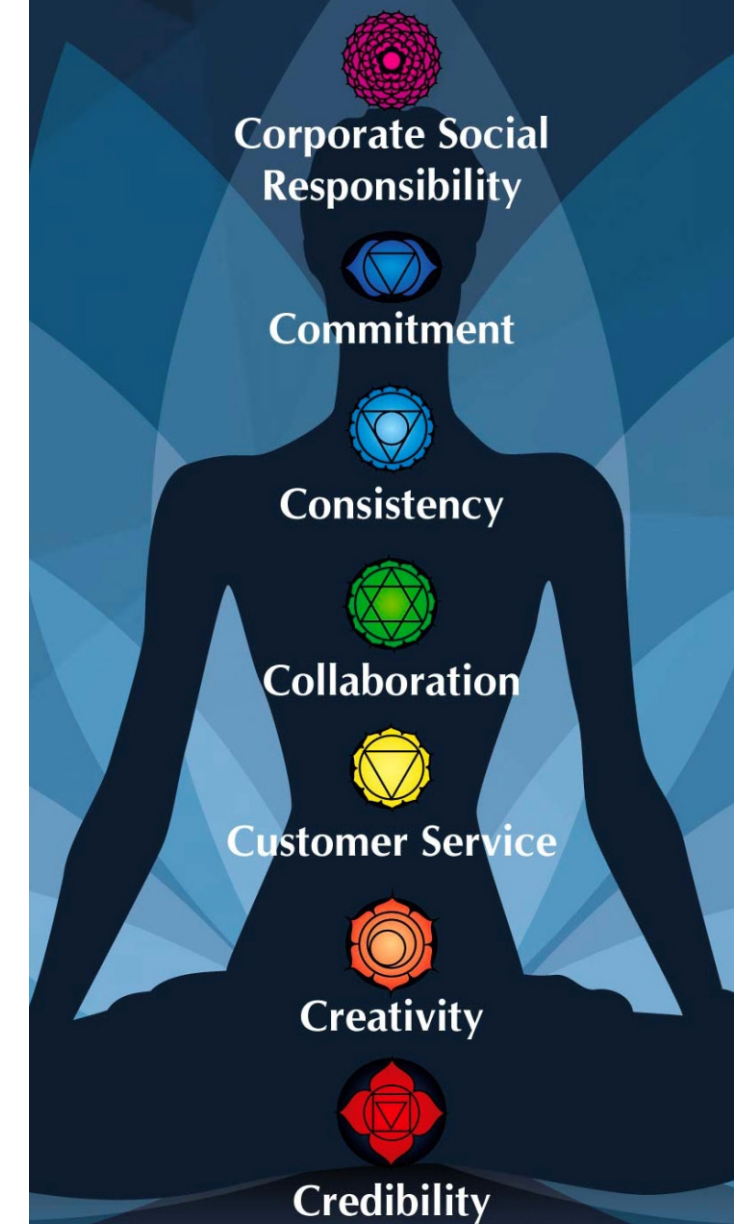 Corporate Social
Responsibility
Commitment
Consistency
Collaboration
Customer Service
Creativity
Credibility